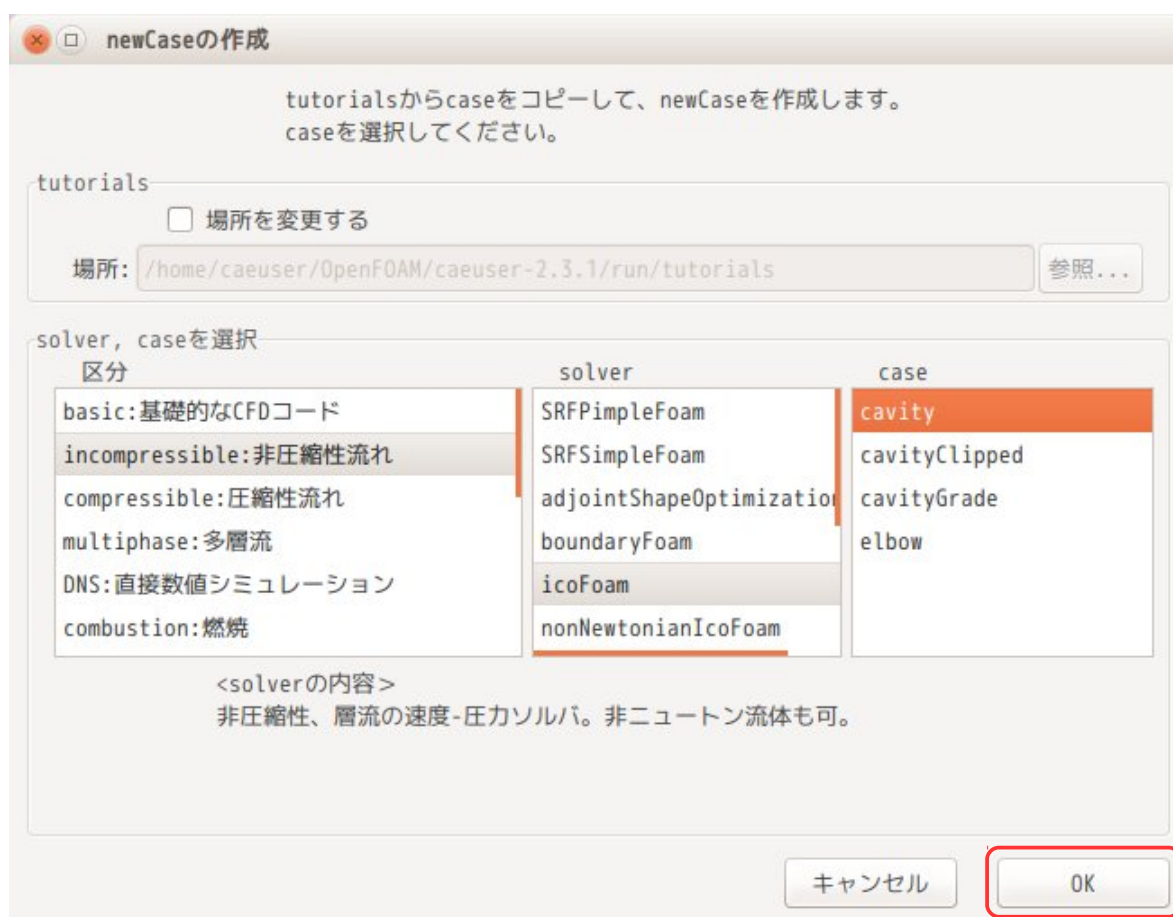 newCaseの作成
tutorialsからcaseをコピーして、newCaseを作成します。
caseを選択してください。
tutorials
場所を変更する
場所: /home/caeuser/OpenFOAM/caeuser-2.3.1/run/tutorials 参照...
solver, caseを選択
区分 solver case
basic:基礎的なCFDコード SRFPimpleFoam cavity
incompressible:非圧縮性流れ SRFSimpleFoam cavityClipped
compressible:圧縮性流れ adjointShapeOptimization cavityGrade
multiphase:多層流 boundaryFoam elbow
DNS:直接数値シミュレーション icoFoam
combustion:燃焼 nonNewtonianIcoFoam
<solverの内容>
非圧縮性、層流の速度-圧力ソルバ。非ニュートン流体も可。
キャンセル OK